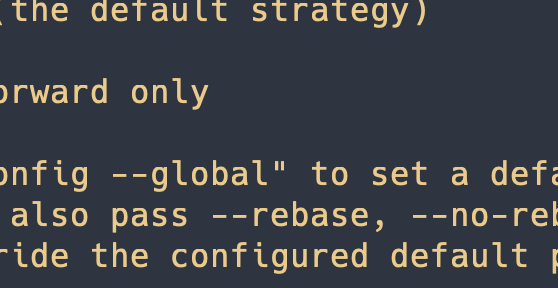 (the default strategy)
orward only
onfig --global" to set a defa
also pass --rebase, --no-reb
ride the configured default p